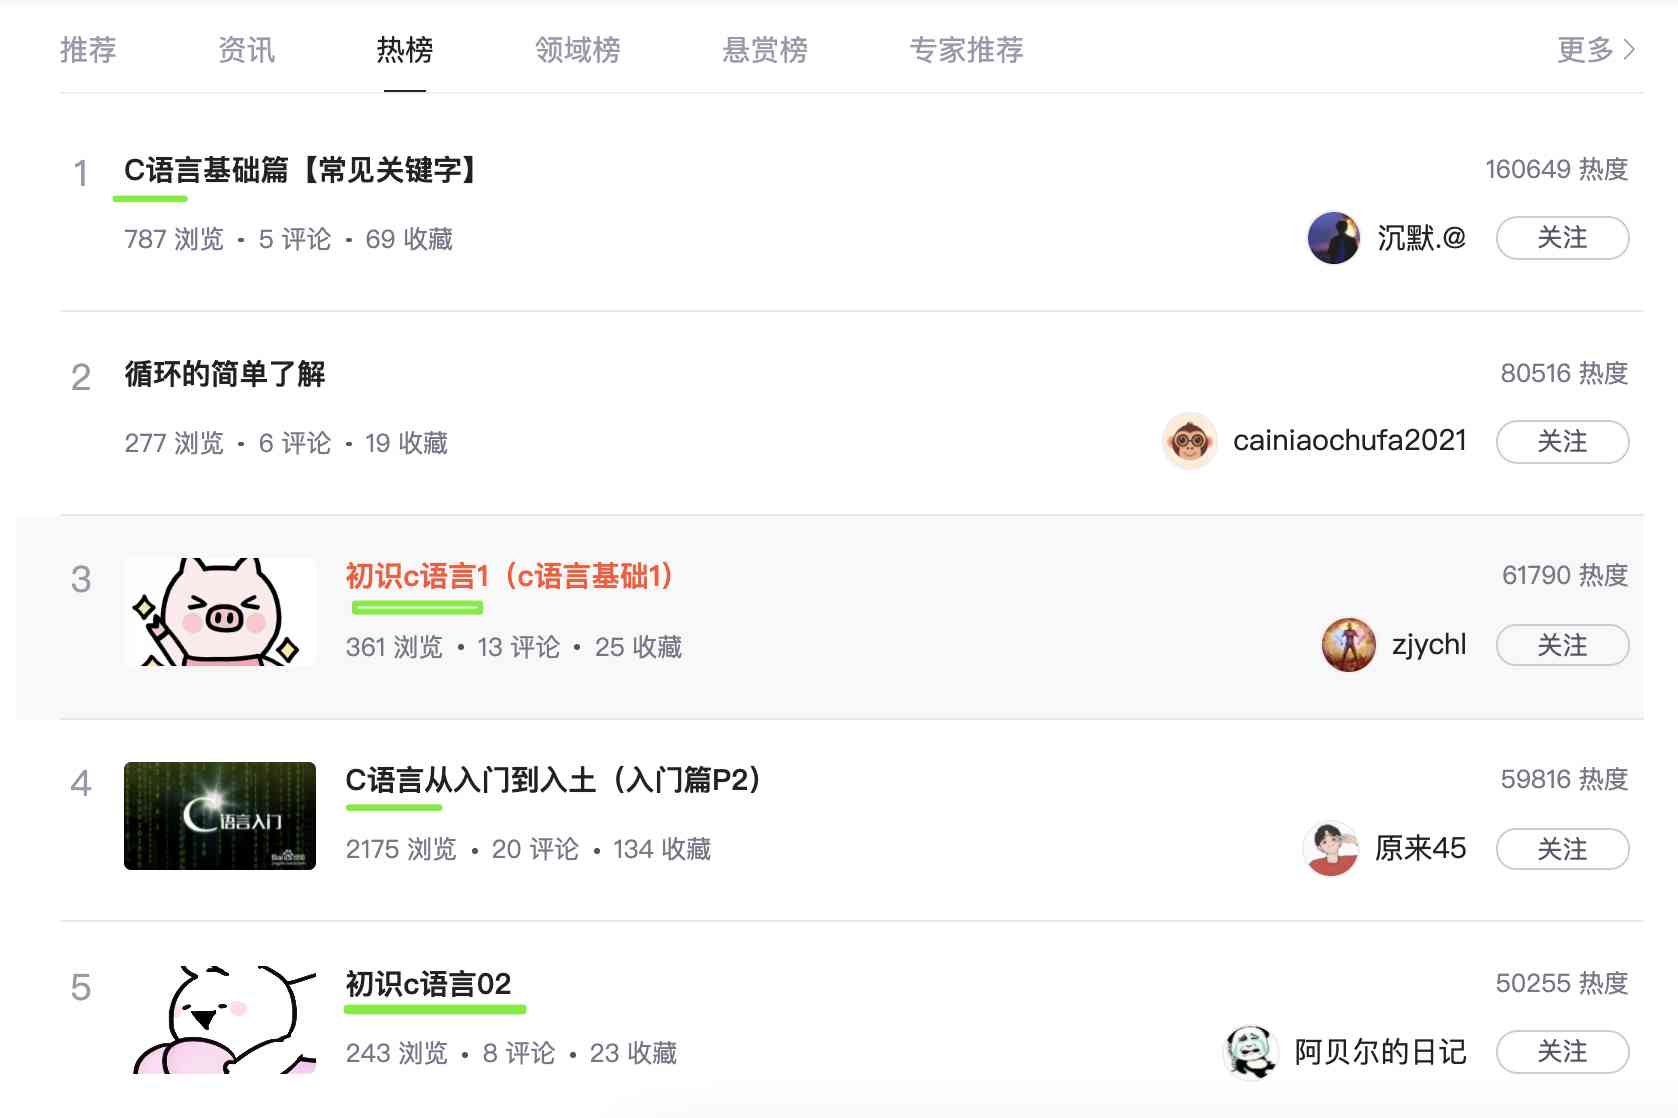 推荐 资讯 热榜 领域榜 悬赏榜 专家推荐 更多
1 C语言基础篇【常见关键字】 160649 热度
787 浏览 · 5 评论 · 69 收藏 沉默.@ 关注
2 循环的简单了解 80516 热度
277 浏览 · 6 评论 · 19 收藏 cainiaochufa2021 关注
3 初识c语言1（c语言基础1） 61790 热度
361 浏览 · 13 评论 · 25 收藏 zjychl 关注
4 C语言从入门到入土（入门篇P2） 59816 热度
C语言入门
2175 浏览 · 20 评论 · 134 收藏 原来45 关注
5 初识c语言02 50255 热度
243 浏览 · 8 评论 · 23 收藏 阿贝尔的日记 关注